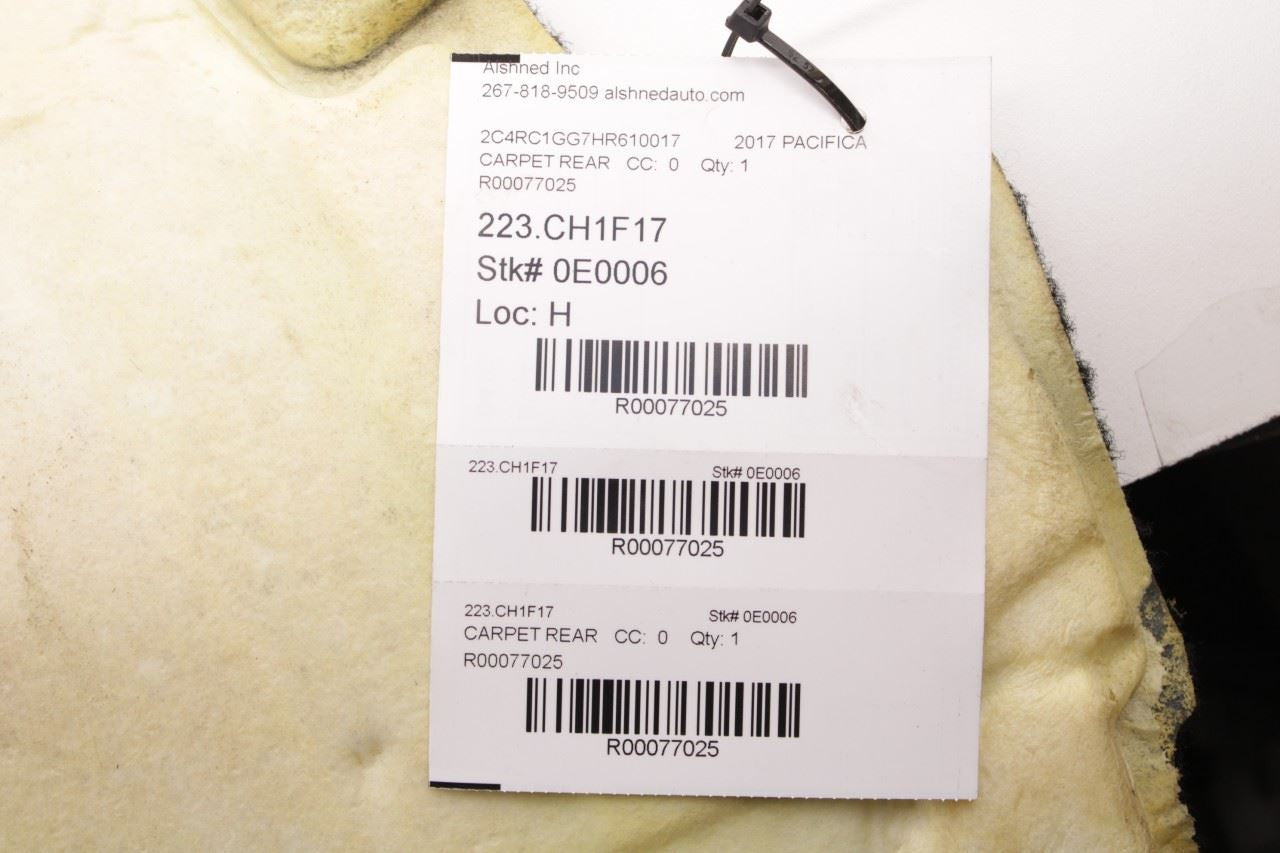 Alshned Inc
267-818-9509 alshnedauto.com
2C4RC1GG7HR610017 2017 PACIFICA
CARPET REAR CC: 0 Qty: 1
R00077025
223.CH1F17
Stk# 0E0006
Loc: H
R00077025
223.CH1F17 Stk# 0E0006
R00077025
223.CH1F17 Stk# 0E0006
CARPET REAR CC: 0 Qty: 1
R00077025
R00077025